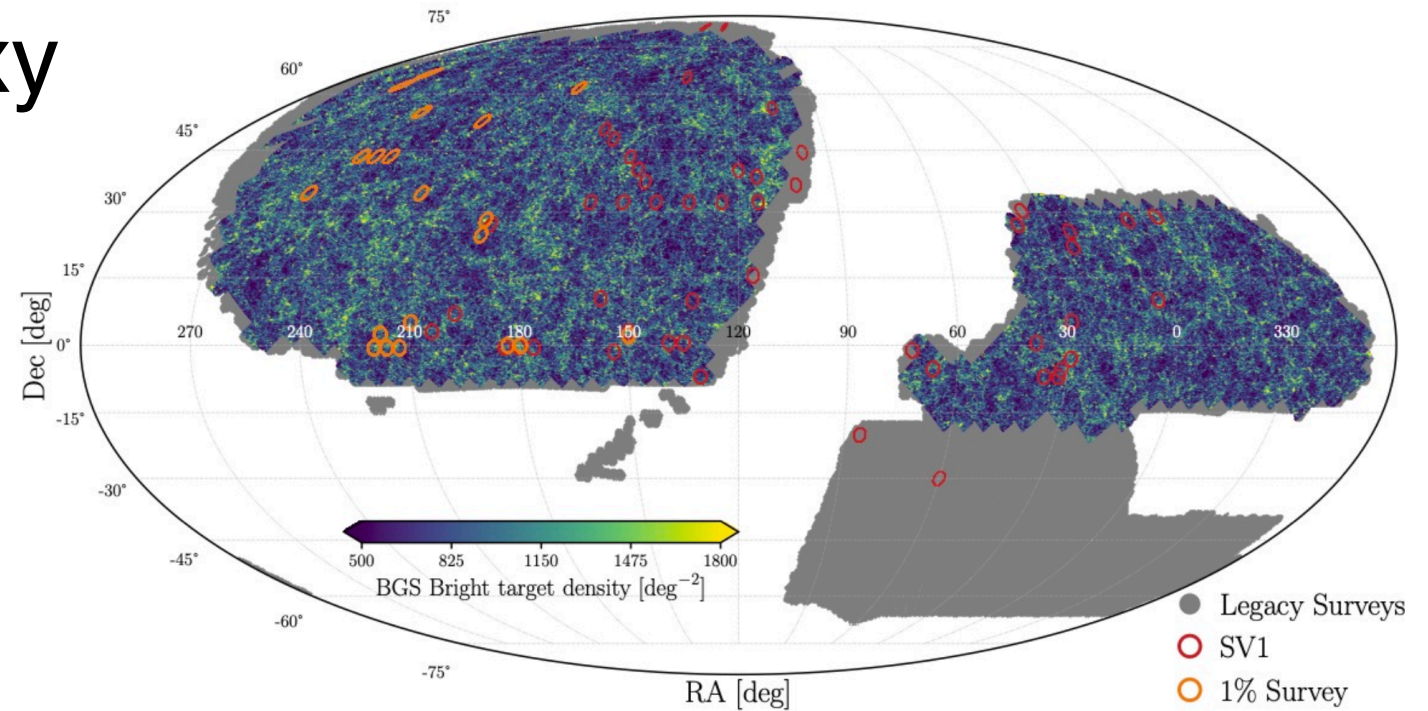 xy
75°
60°
45°
30°
15°
270 240 210 180 150 120 90 60 30 0 330
0°
Dec [deg]
-15°
-30°
-45°
-60°
-75°
500 825 1150 1475 1800
BGS Bright target density [deg⁻²]
Legacy Surveys
SV1
1% Survey
RA [deg]